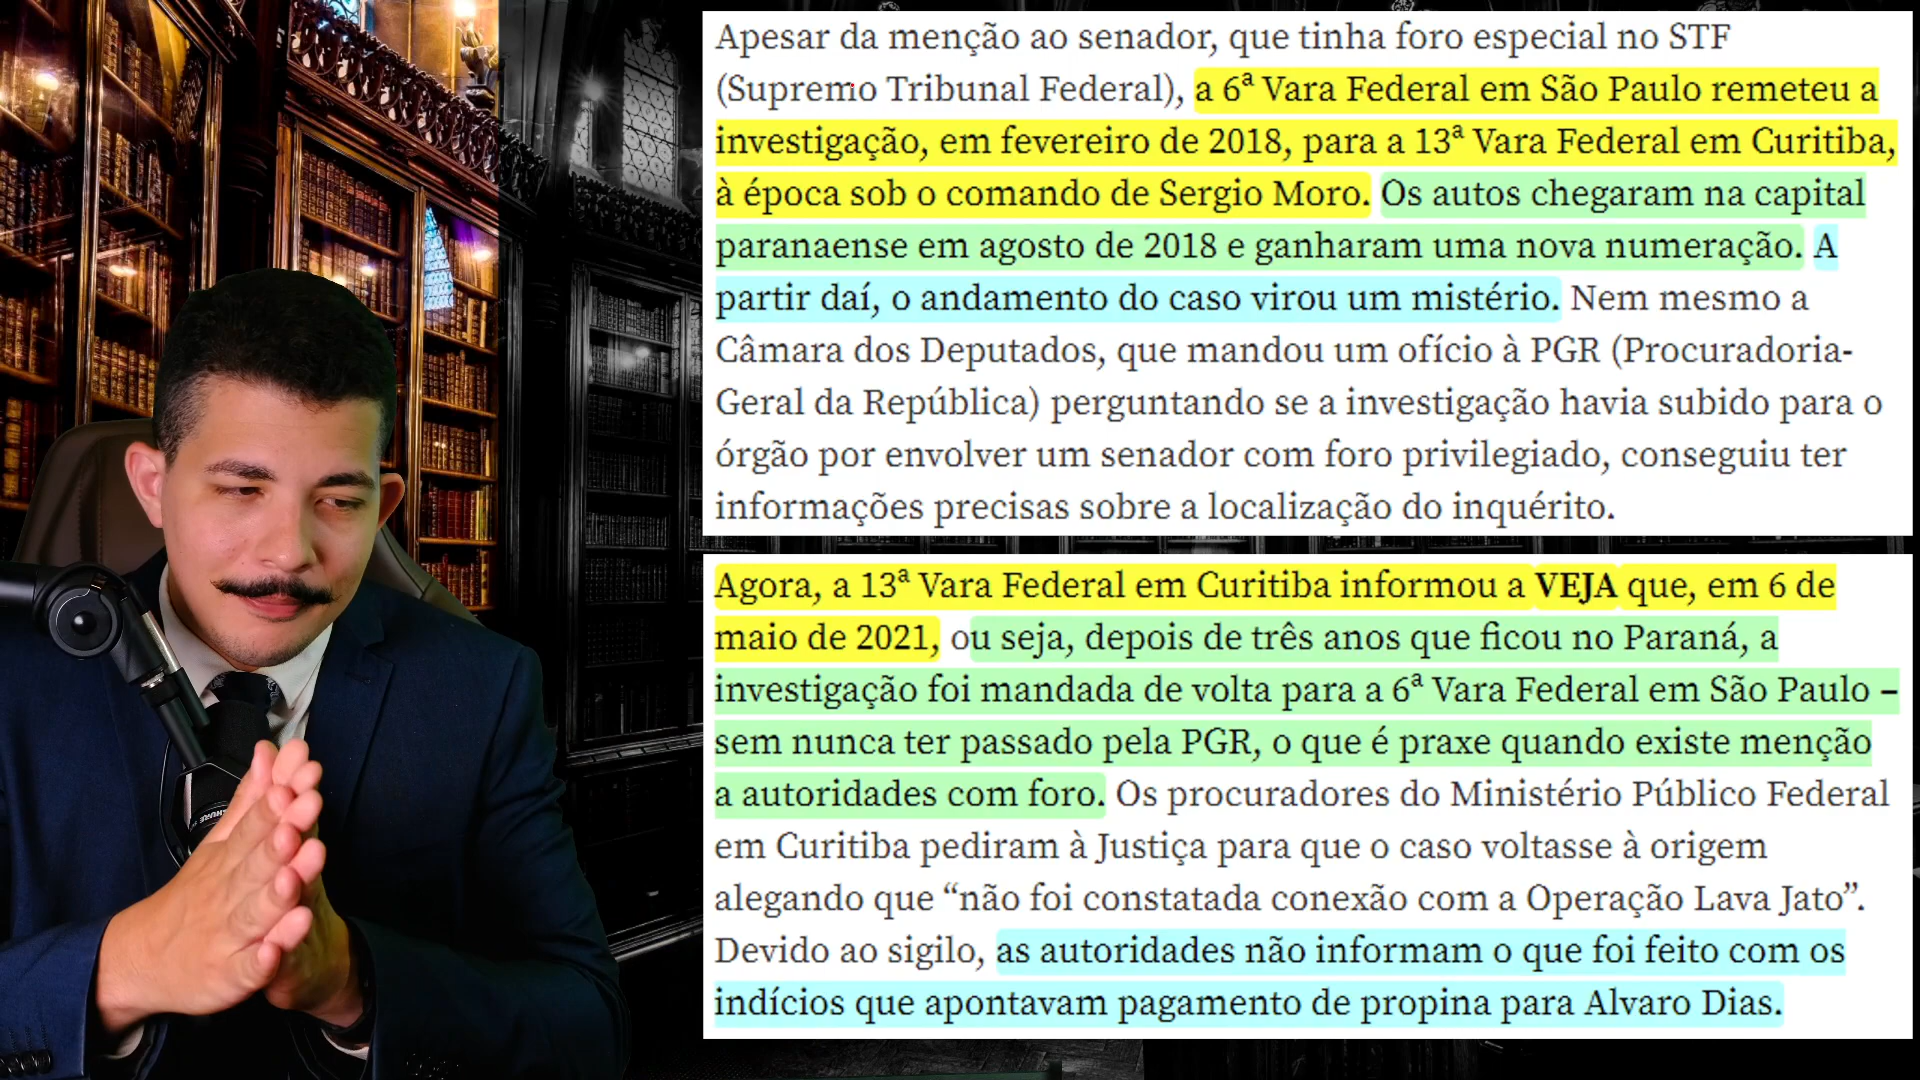 Apesar da menção ao senador, que tinha foro especial no STF
(Supremo Tribunal Federal), a 6ª Vara Federal em São Paulo remeteu a
investigação, em fevereiro de 2018, para a 13ª Vara Federal em Curitiba,
à época sob o comando de Sergio Moro. Os autos chegaram na capital
paranaense em agosto de 2018 e ganharam uma nova numeração. A
partir daí, o andamento do caso virou um mistério. Nem mesmo a
Câmara dos Deputados, que mandou um ofício à PGR (Procuradoria-
Geral da República) perguntando se a investigação havia subido para o
órgão por envolver um senador com foro privilegiado, conseguiu ter
informações precisas sobre a localização do inquérito.
Agora, a 13ª Vara Federal em Curitiba informou a VEJA que, em 6 de
maio de 2021, ou seja, depois de três anos que ficou no Paraná, a
investigação foi mandada de volta para a 6ª Vara Federal em São Paulo –
sem nunca ter passado pela PGR, o que é praxe quando existe menção
a autoridades com foro. Os procuradores do Ministério Público Federal
em Curitiba pediram à Justiça para que o caso voltasse à origem
alegando que “não foi constatada conexão com a Operação Lava Jato”.
Devido ao sigilo, as autoridades não informam o que foi feito com os
indícios que apontavam pagamento de propina para Alvaro Dias.
SHURE